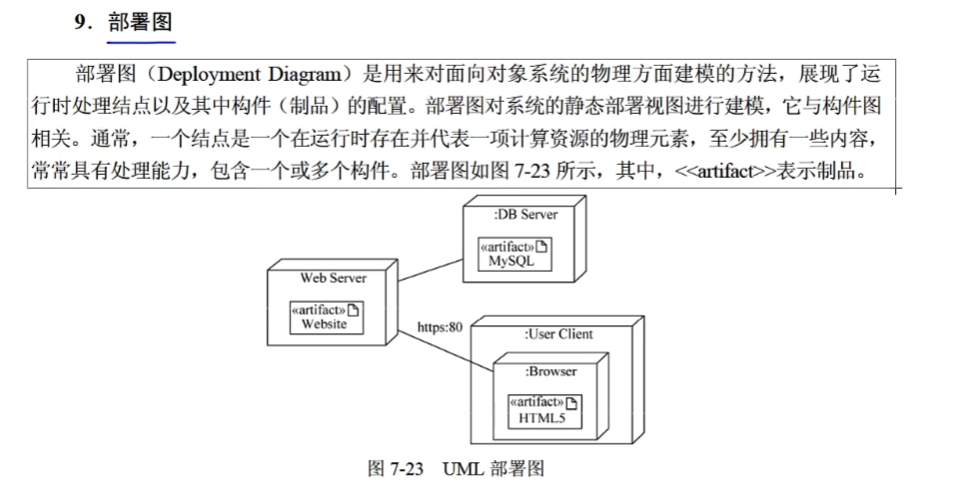 9．部署图
部署图（Deployment Diagram）是用来对面向对象系统的物理方面建模的方法，展现了运
行时处理结点以及其中构件（制品）的配置。部署图对系统的静态部署视图进行建模，它与构件图
相关。通常，一个结点是一个在运行时存在并代表一项计算资源的物理元素，至少拥有一些内容，
常常具有处理能力，包含一个或多个构件。部署图如图 7-23 所示，其中，<<artifact>>表示制品。
:DB Server
«artifact»
MySQL
Web Server
«artifact»
Website
https:80
:User Client
:Browser
«artifact»
HTML5
图 7-23　UML 部署图